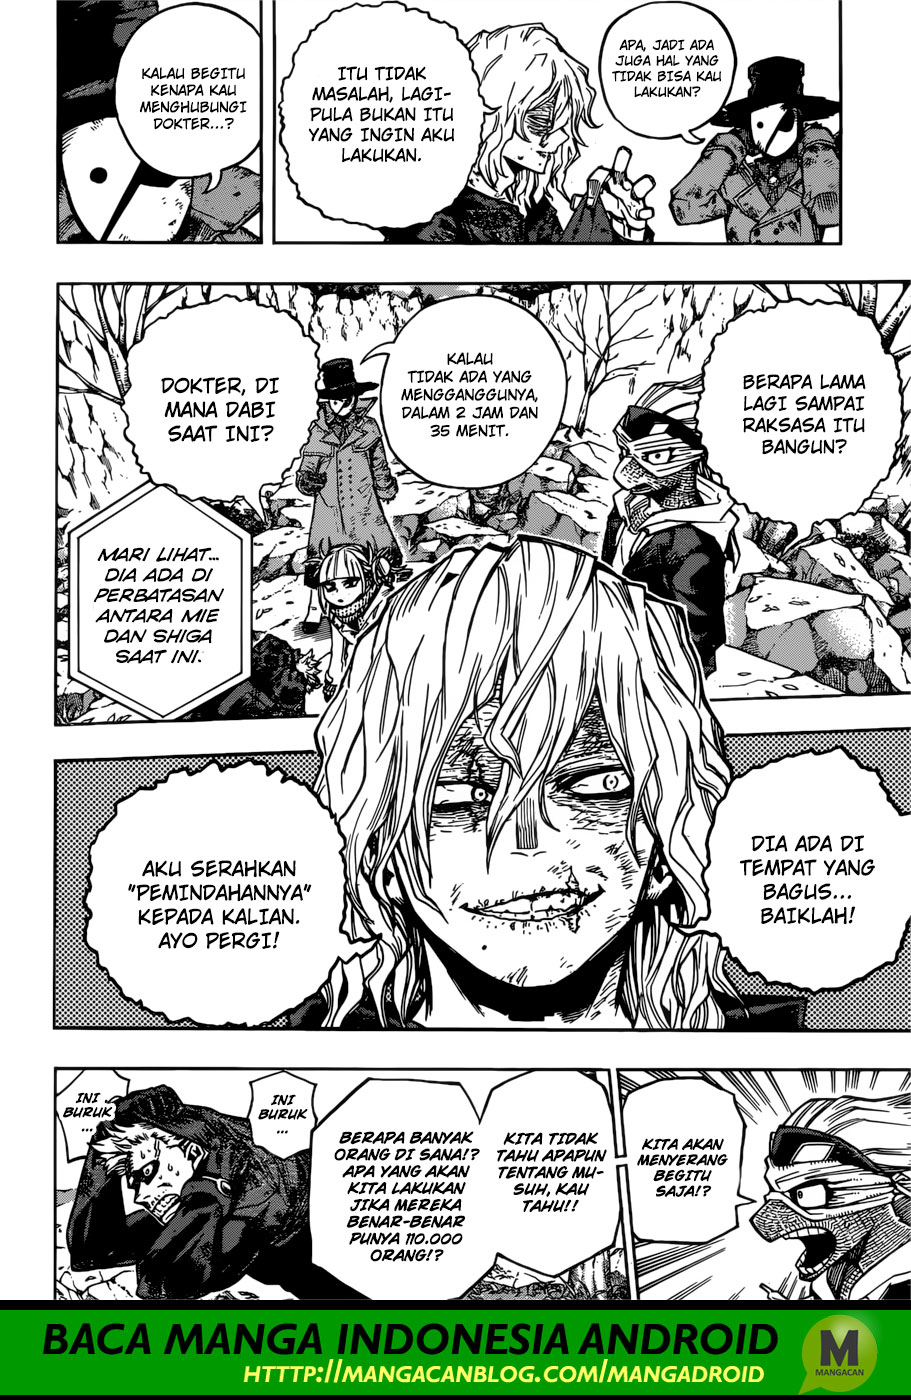 APA, JADI ADA
JUGA HAL YANG
TIDAK BISA KAU
LAKUKAN?
ITU TIDAK
MASALAH, LAGI-
PULA BUKAN ITU
YANG INGIN AKU
LAKUKAN.
KALAU BEGITU
KENAPA KAU
MENGHUBUNGI
DOKTER...?
BERAPA LAMA
LAGI SAMPAI
RAKSASA ITU
BANGUN?
KALAU
TIDAK ADA YANG
MENGGANGGUNYA,
DALAM 2 JAM DAN
35 MENIT.
DOKTER, DI
MANA DABI
SAAT INI?
MARI LIHAT...
DIA ADA DI
PERBATASAN
ANTARA MIE
DAN SHIGA
SAAT INI.
DIA ADA DI
TEMPAT YANG
BAGUS...
BAIKLAH!
AKU SERAHKAN
"PEMINDAHANNYA"
KEPADA KALIAN.
AYO PERGI!
KITA AKAN
MENYERANG
BEGITU
SAJA!?
KITA TIDAK
TAHU APAPUN
TENTANG MU-
SUH, KAU
TAHU!!
BERAPA BANYAK
ORANG DI SANA!?
APA YANG AKAN
KITA LAKUKAN
JIKA MEREKA
BENAR-BENAR
PUNYA 110.000
ORANG!?
INI
BURUK
...
INI
BURUK
...
BACA MANGA INDONESIA ANDROID
HTTTP://MANGACANBLOG.COM/MANGADROID
M
MANGACAN